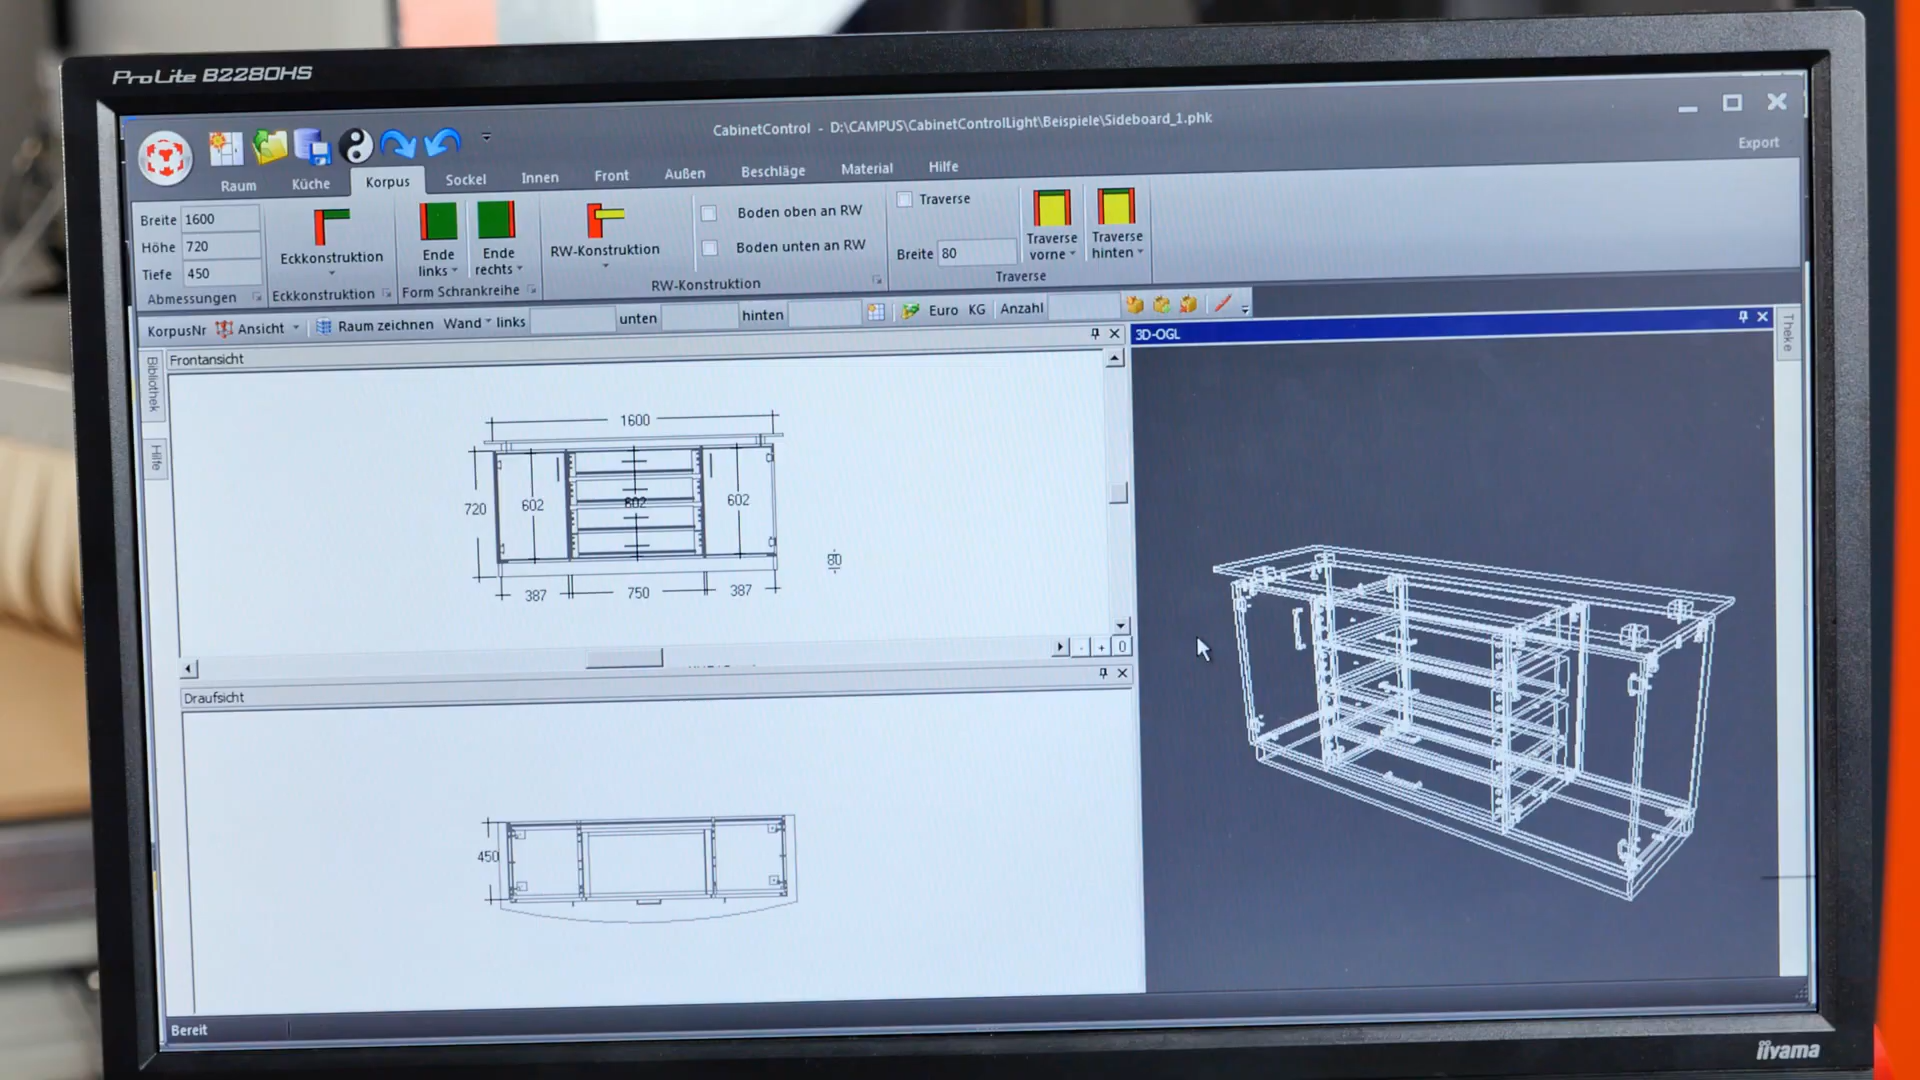 ProLite B2280HS
CabinetControl - D:\CAMPUS\CabinetControlLight\Beispiele\Sideboard_1.phk
Export
Raum Küche Korpus Sockel Innen Front Außen Beschläge Material Hilfe
Breite 1600
Höhe 720
Tiefe 450
Abmessungen
Eckkonstruktion
Eckkonstruktion
Ende links
Ende rechts
Form Schrankreihe
RW-Konstruktion
Boden oben an RW
Boden unten an RW
RW-Konstruktion
Traverse
Breite 80
Traverse vorne
Traverse hinten
Traverse
KorpusNr Ansicht Raum zeichnen Wand links unten hinten Euro KG Anzahl
Bibliothek
Hilfe
Frontansicht
1600
720
602
602
602
80
387
750
387
- + 0
Draufsicht
450
3D-OGL
Theke
Bereit
iiyama